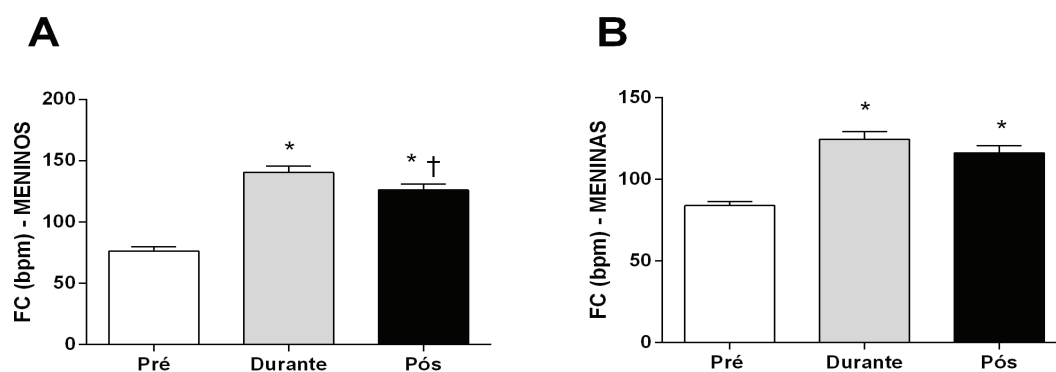 A
FC (bpm) - MENINOS
200
150
100
50
0
*
* †
Pré Durante Pós
B
FC (bpm) - MENINAS
150
100
50
0
*
*
Pré Durante Pós